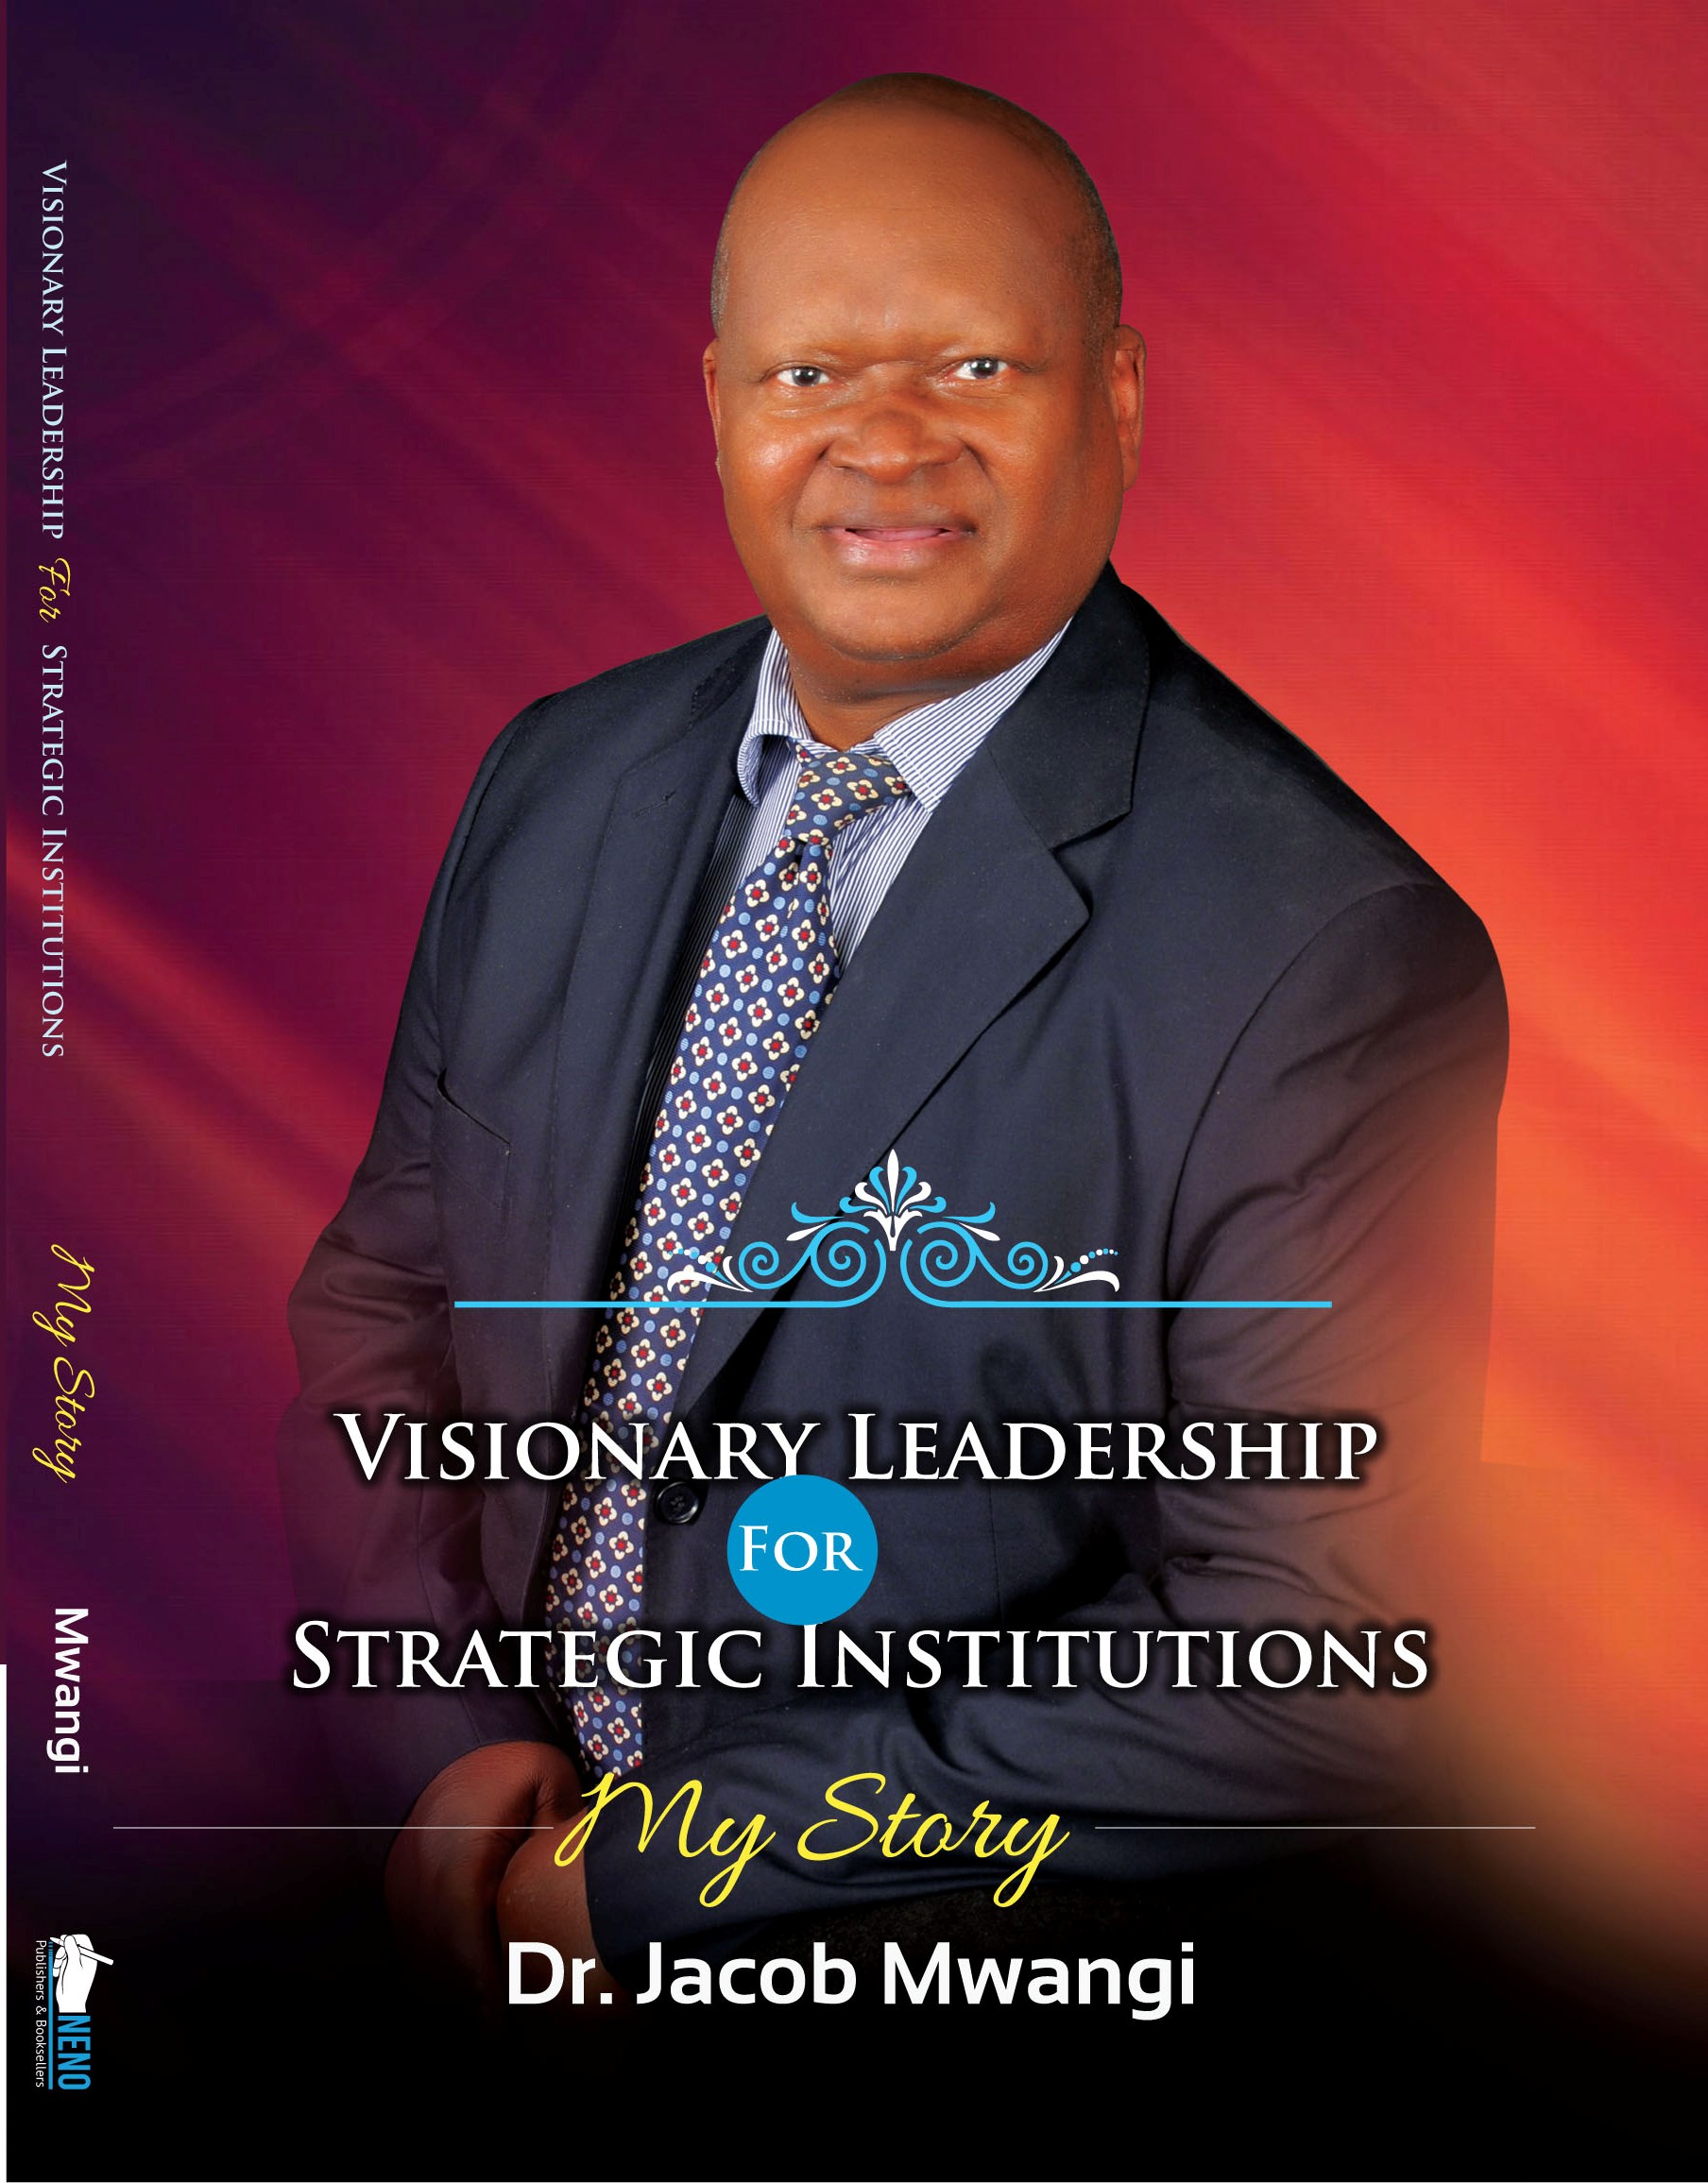 VISIONARY LEADERSHIP For STRATEGIC INSTITUTIONS
My Story
Mwangi
NENO
Publishers & Booksellers
VISIONARY LEADERSHIP
FOR
STRATEGIC INSTITUTIONS
My Story
Dr. Jacob Mwangi